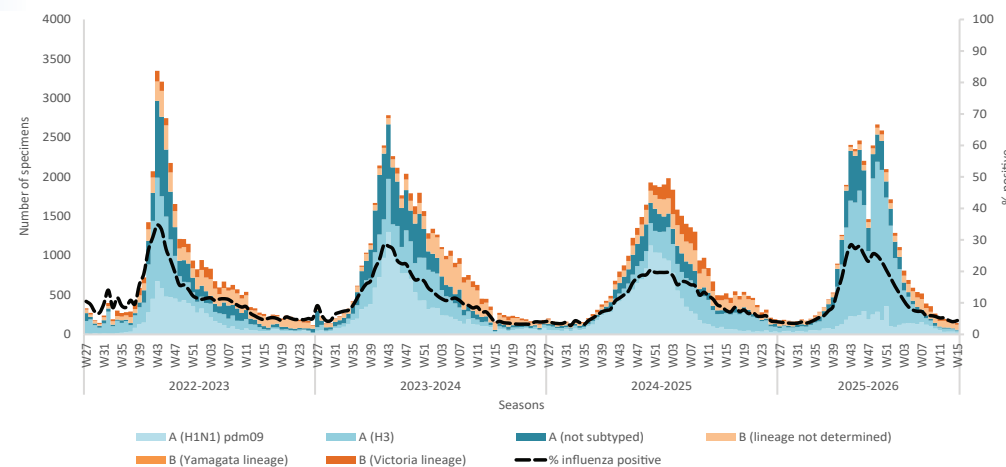 4000
3500
3000
2500
2000
1500
1000
500
0
Number of specimens
100
90
80
70
60
50
40
30
20
10
0
% positive
W27 W31 W35 W39 W43 W47 W51 W03 W07 W11 W15 W19 W23 W27 W31 W35 W39 W43 W47 W51 W03 W07 W11 W15 W19 W23 W27 W31 W35 W39 W43 W47 W51 W03 W07 W11 W15 W19 W23 W27 W31 W35 W39 W43 W47 W51 W03 W07 W11 W15
2022-2023 2023-2024 2024-2025 2025-2026
Seasons
A (H1N1) pdm09 A (H3) A (not subtyped) B (lineage not determined)
B (Yamagata lineage) B (Victoria lineage) % influenza positive